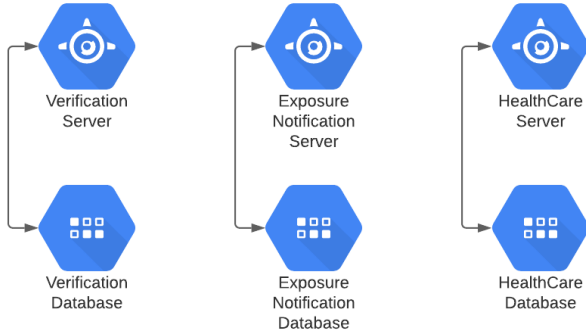 Verification
Server
Exposure
Notification
Server
HealthCare
Server
Verification
Database
Exposure
Notification
Database
HealthCare
Database